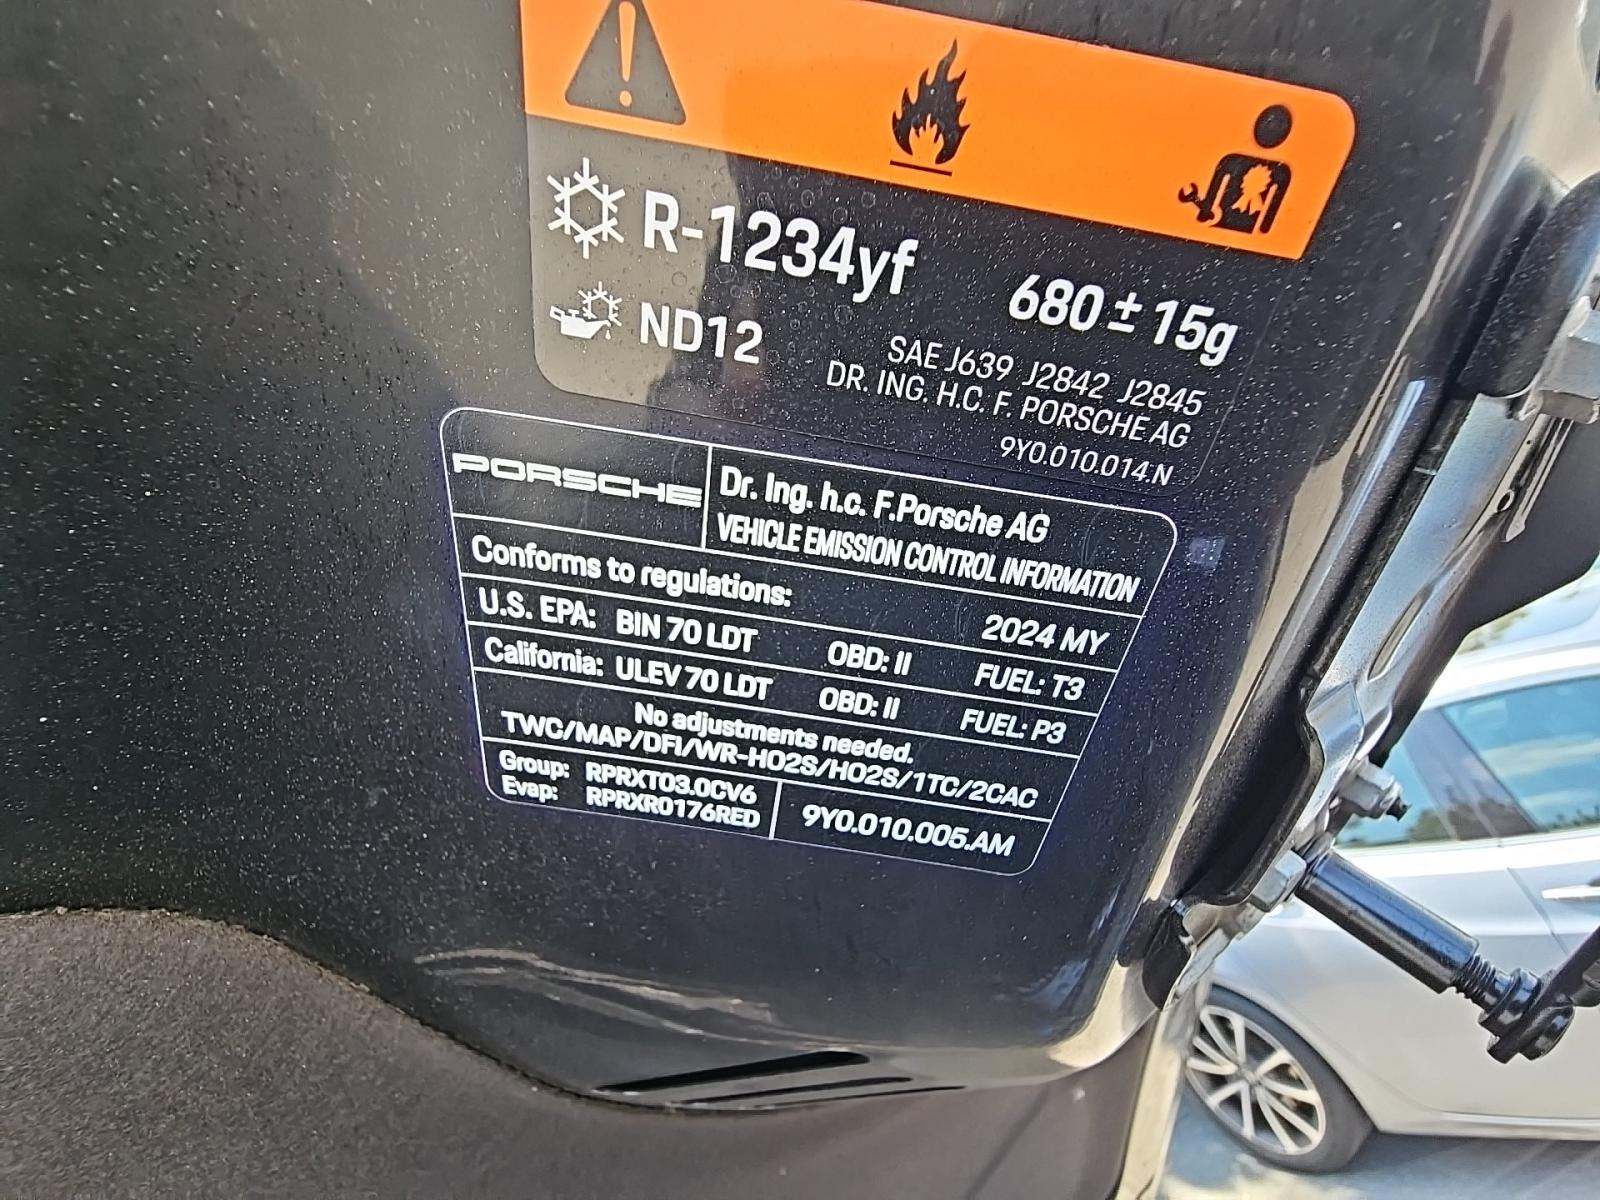 R-1234yf
680 ± 15g
ND12
SAE J639 J2842 J2845
DR. ING. H.C. F. PORSCHE AG
9Y0.010.014.N
PORSCHE
Dr. Ing. h.c. F.Porsche AG
VEHICLE EMISSION CONTROL INFORMATION
Conforms to regulations: 2024 MY
U.S. EPA: BIN 70 LDT OBD: II FUEL: T3
California: ULEV 70 LDT OBD: II FUEL: P3
No adjustments needed.
TWC/MAP/DFI/WR-HO2S/HO2S/1TC/2CAC
Group: RPRXT03.0CV6
Evap: RPRXR0176RED
9Y0.010.005.AM